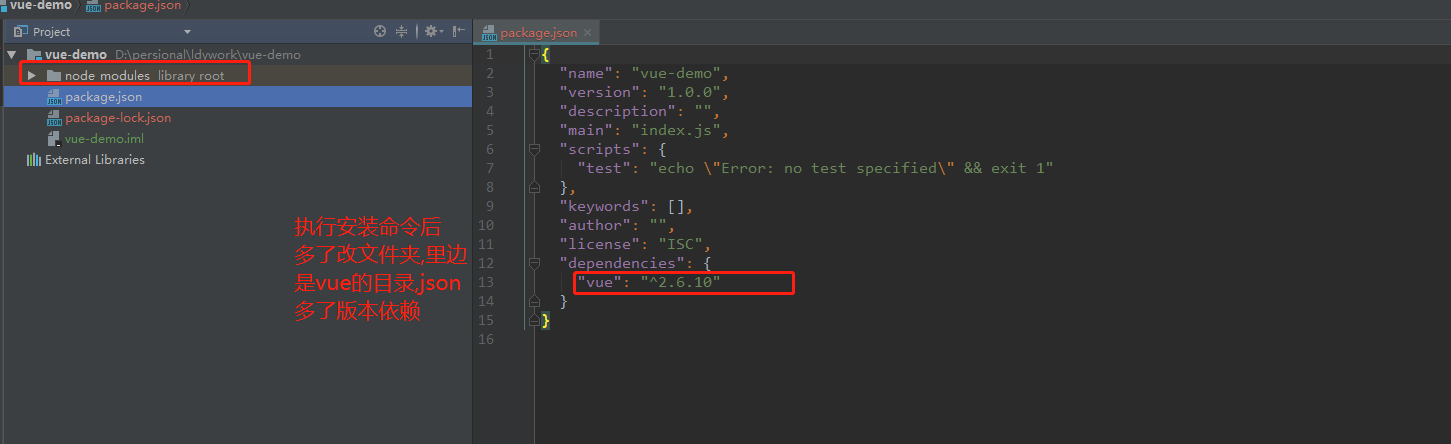 vue-demo › package.json
Project
vue-demo D:\persional\ldywork\vue-demo
node_modules library root
package.json
package-lock.json
vue-demo.iml
External Libraries
执行安装命令后
多了改文件夹,里边
是vue的目录,json
多了版本依赖
package.json
1 {
2 "name": "vue-demo",
3 "version": "1.0.0",
4 "description": "",
5 "main": "index.js",
6 "scripts": {
7 "test": "echo \"Error: no test specified\" && exit 1"
8 },
9 "keywords": [],
10 "author": "",
11 "license": "ISC",
12 "dependencies": {
13 "vue": "^2.6.10"
14 }
15 }
16